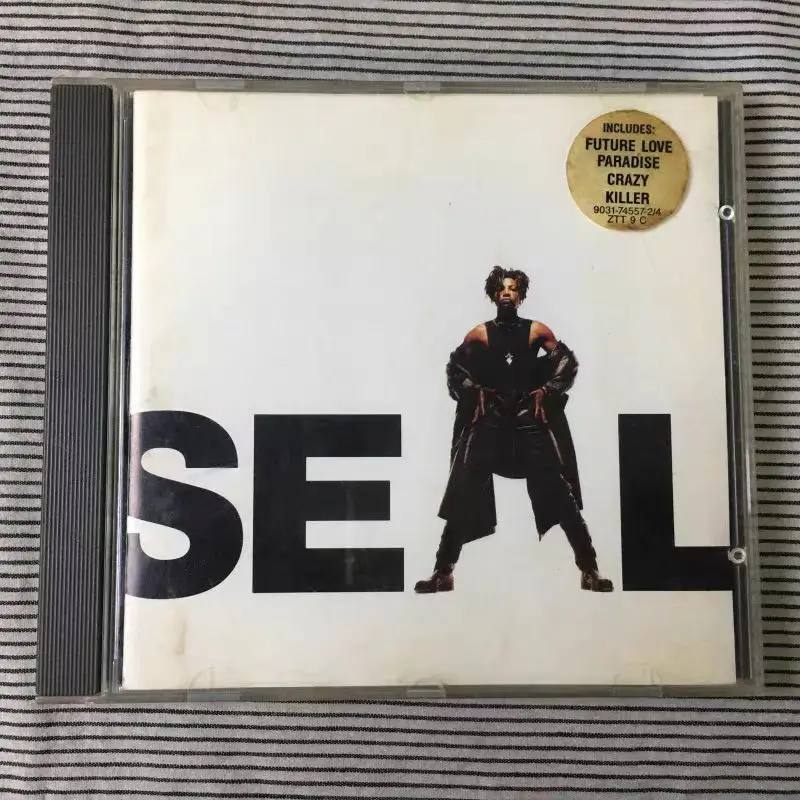 INCLUDES:
FUTURE LOVE
PARADISE
CRAZY
KILLER
9031-74557-2/4
ZTT 9 C
SEAL